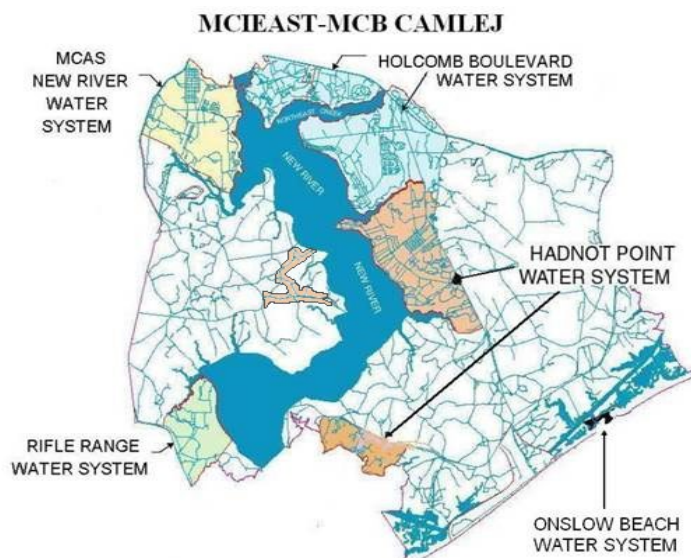 MCIEAST-MCB CAMLEJ
MCAS
NEW RIVER
WATER
SYSTEM
HOLCOMB BOULEVARD
WATER SYSTEM
NORTHEAST CREEK
NEW RIVER
NEW RIVER
HADNOT POINT
WATER SYSTEM
RIFLE RANGE
WATER SYSTEM
ONSLOW BEACH
WATER SYSTEM